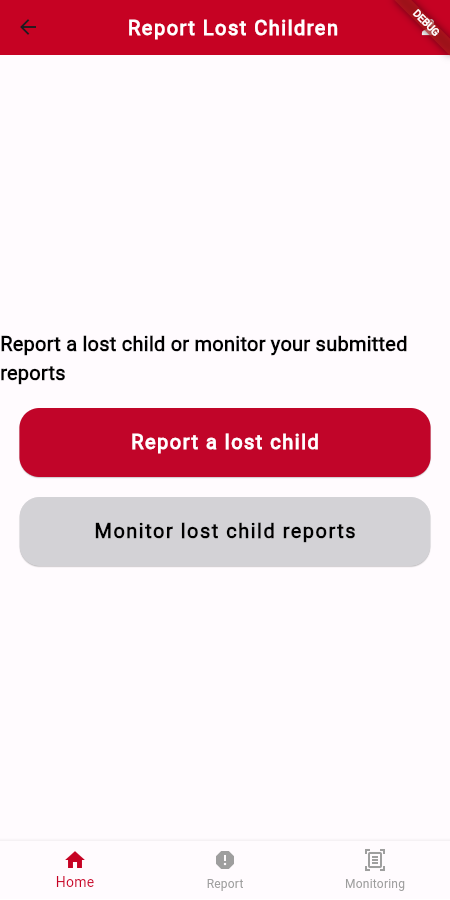 Report Lost Children
DEBUG
Report a lost child or monitor your submitted
reports
Report a lost child
Monitor lost child reports
Home
Report
Monitoring